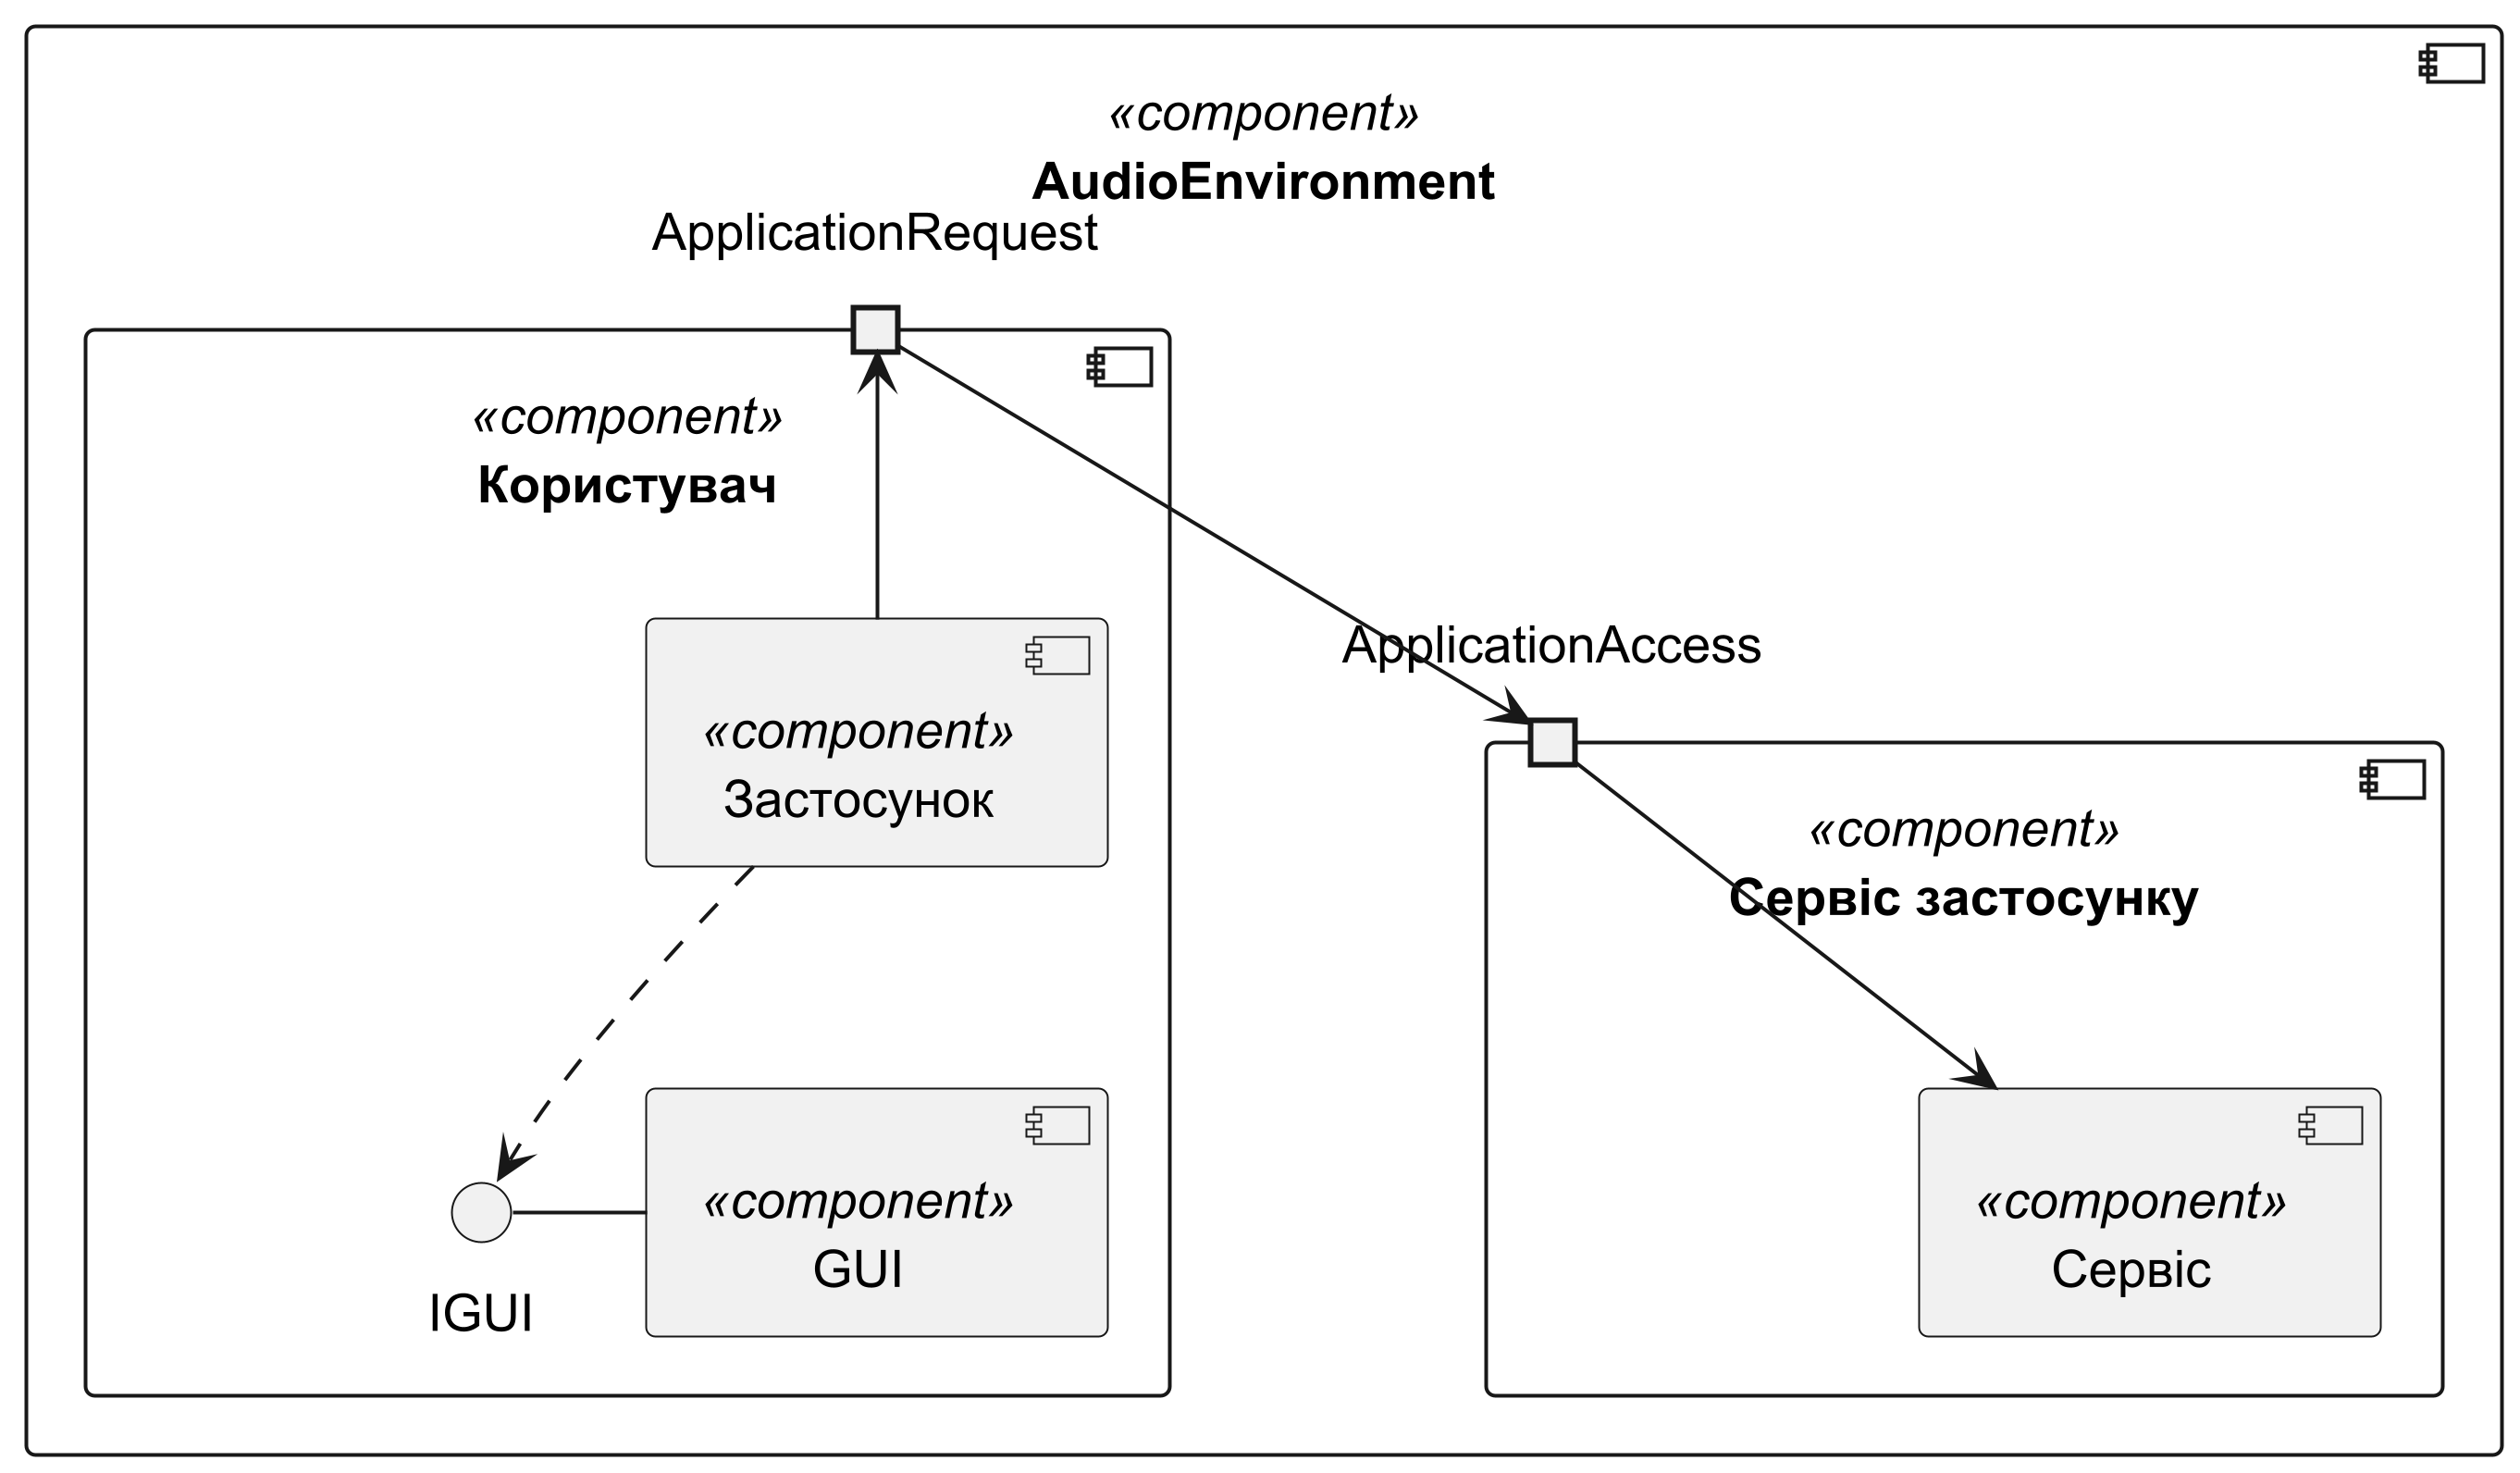 «component»
AudioEnvironment
ApplicationRequest
«component»
Користувач
ApplicationAccess
«component»
Застосунок
«component»
Сервіс застосунку
«component»
GUI
IGUI
«component»
Сервіс